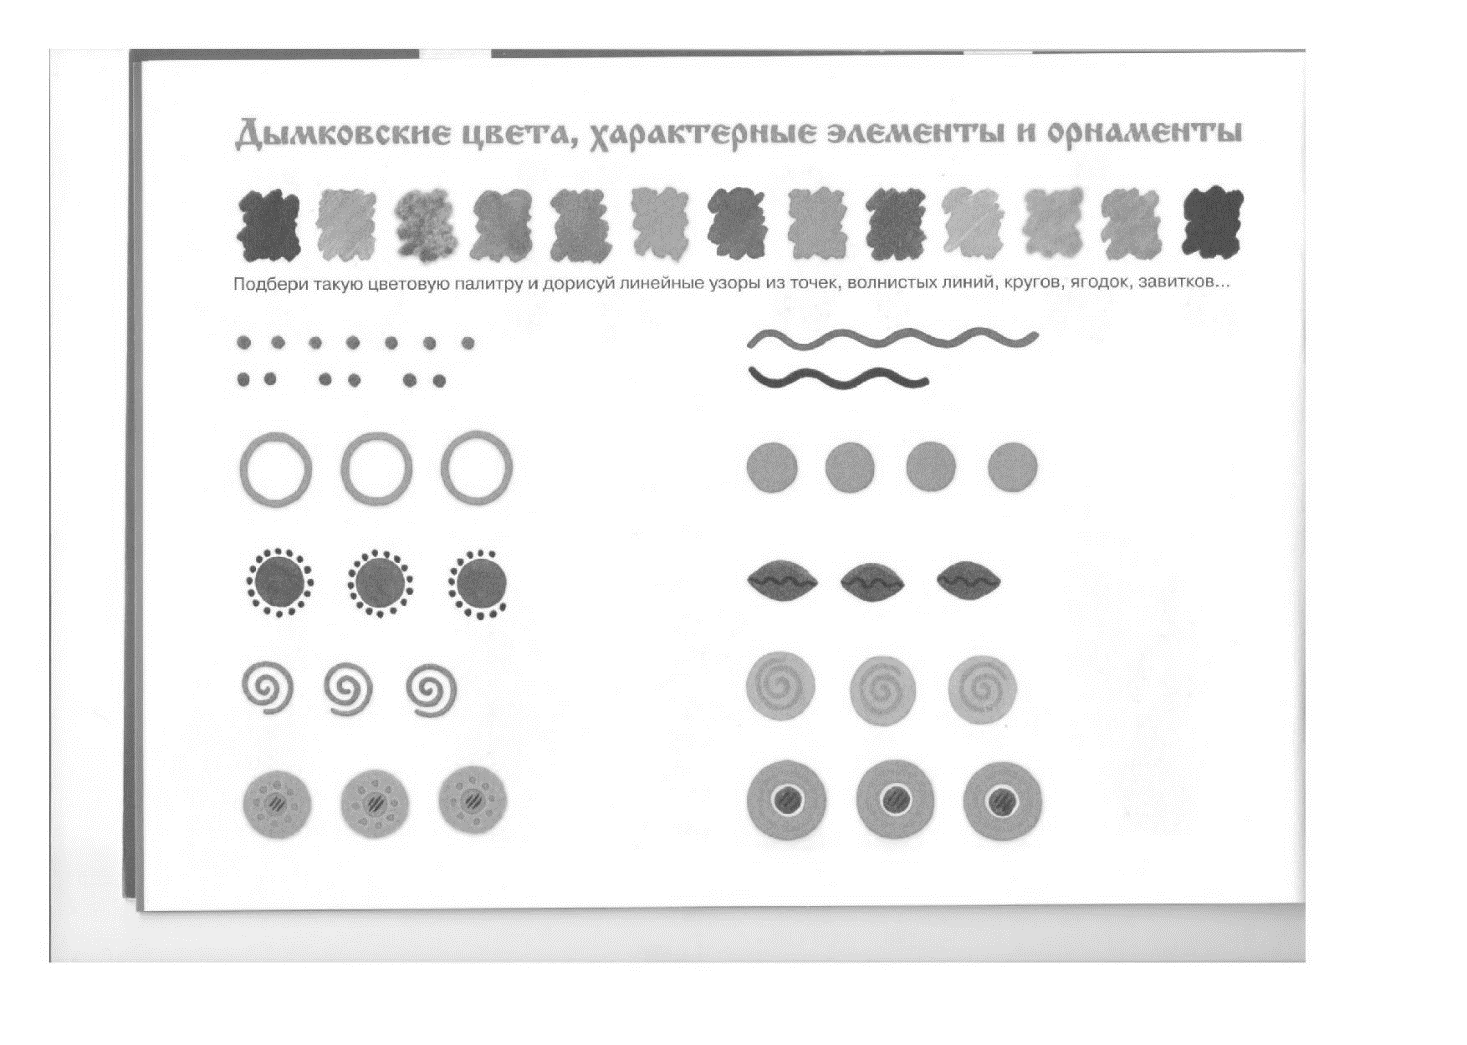 Дымковские цвета, характерные элементы и орнаменты
Подбери такую цветовую палитру и дорисуй линейные узоры из точек, волнистых линий, кругов, ягодок, завитков...